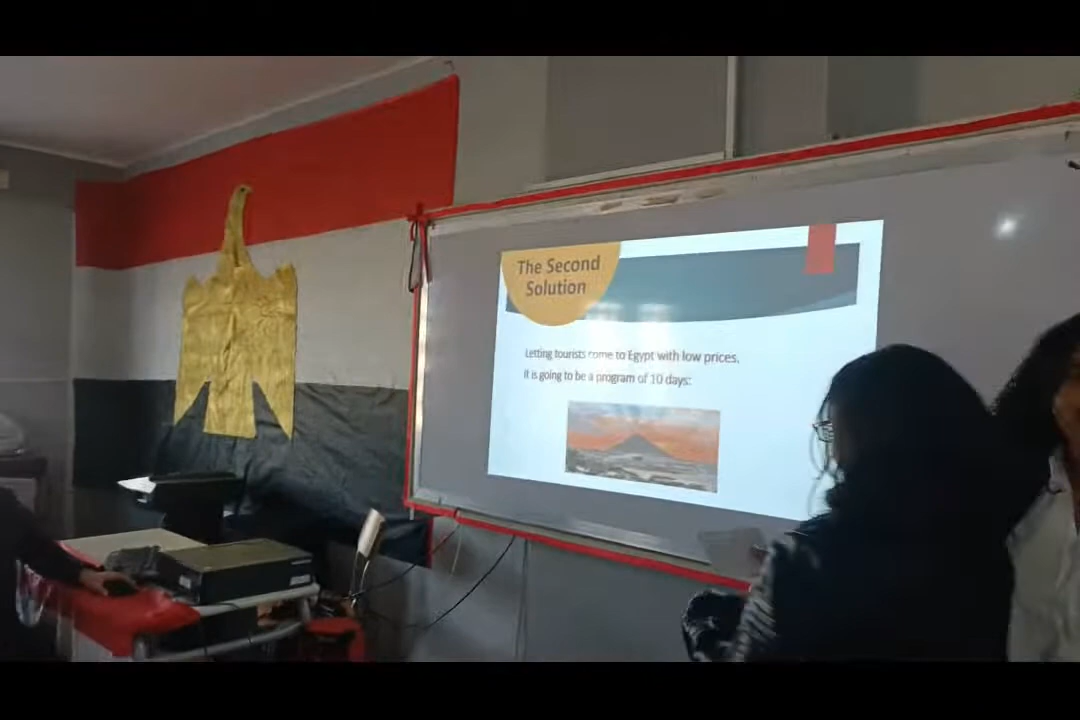 The Second
Solution
Letting tourists come to Egypt with low prices.
It is going to be a program of 10 days: